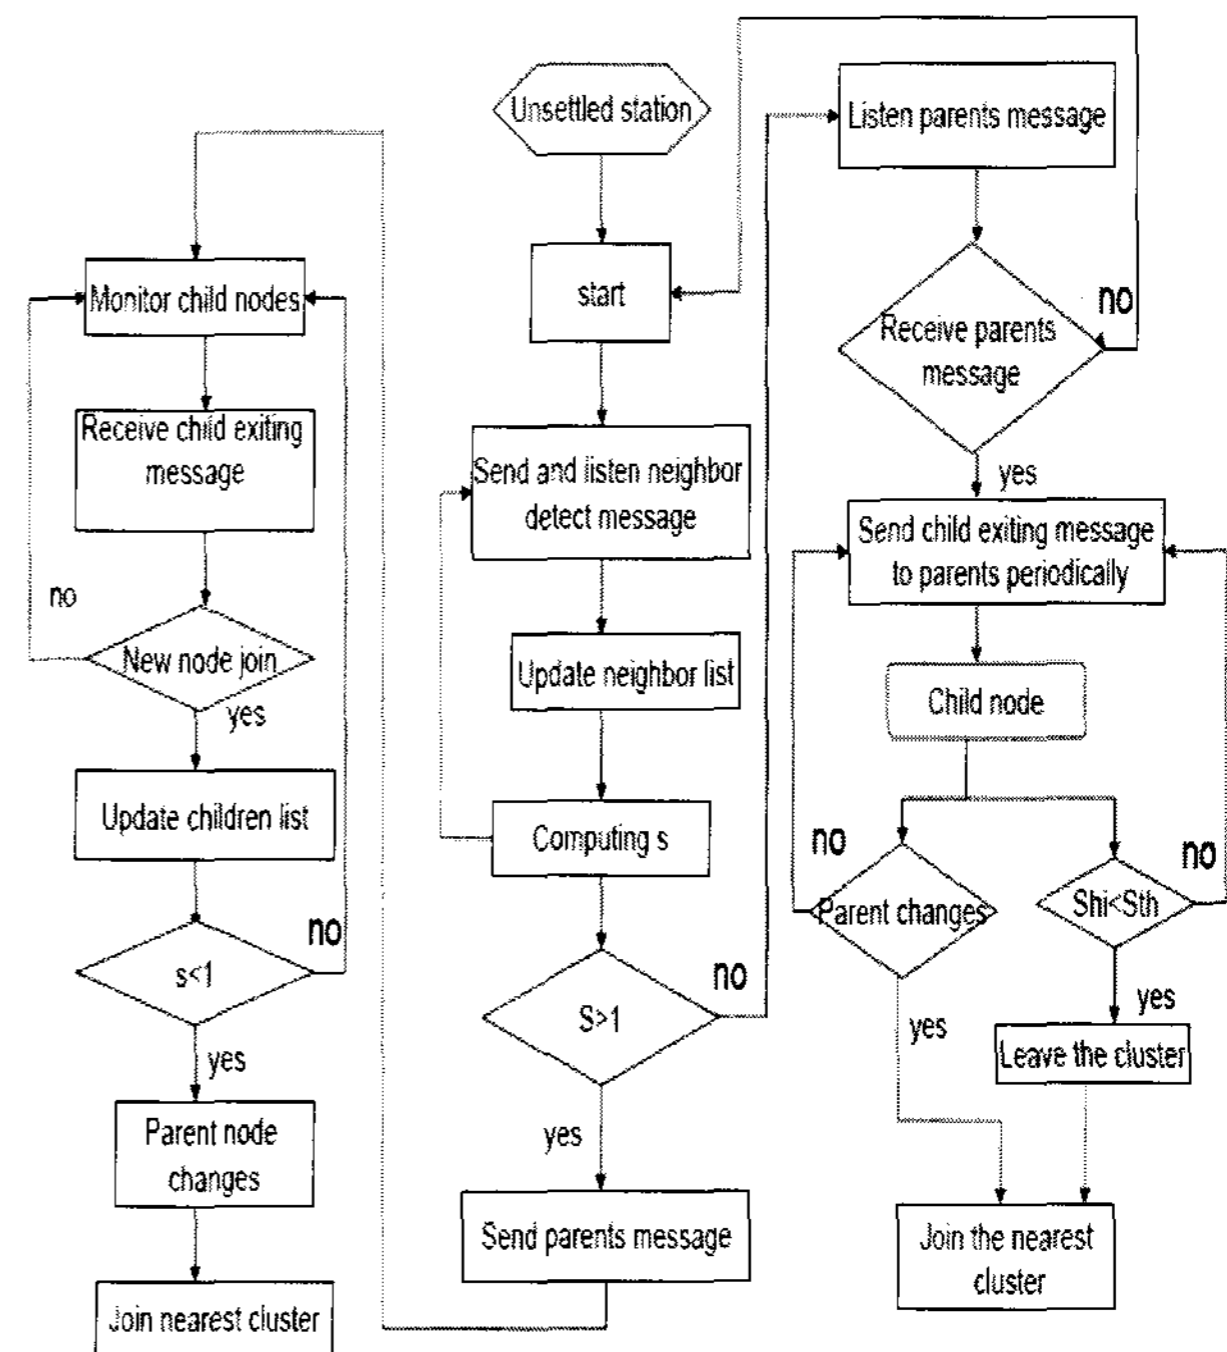 Unsettled station
start
Send and listen neighbor
detect message
Update neighbor list
Computing s
S>1
no
yes
Send parents message
Monitor child nodes
Receive child exiting
message
New node join
no
yes
Update children list
s<1
no
yes
Parent node
changes
Join nearest cluster
Listen parents message
Receive parents
message
no
yes
Send child exiting message
to parents periodically
Child node
Parent changes
no
yes
Shi<Sth
no
yes
Leave the cluster
Join the nearest
cluster